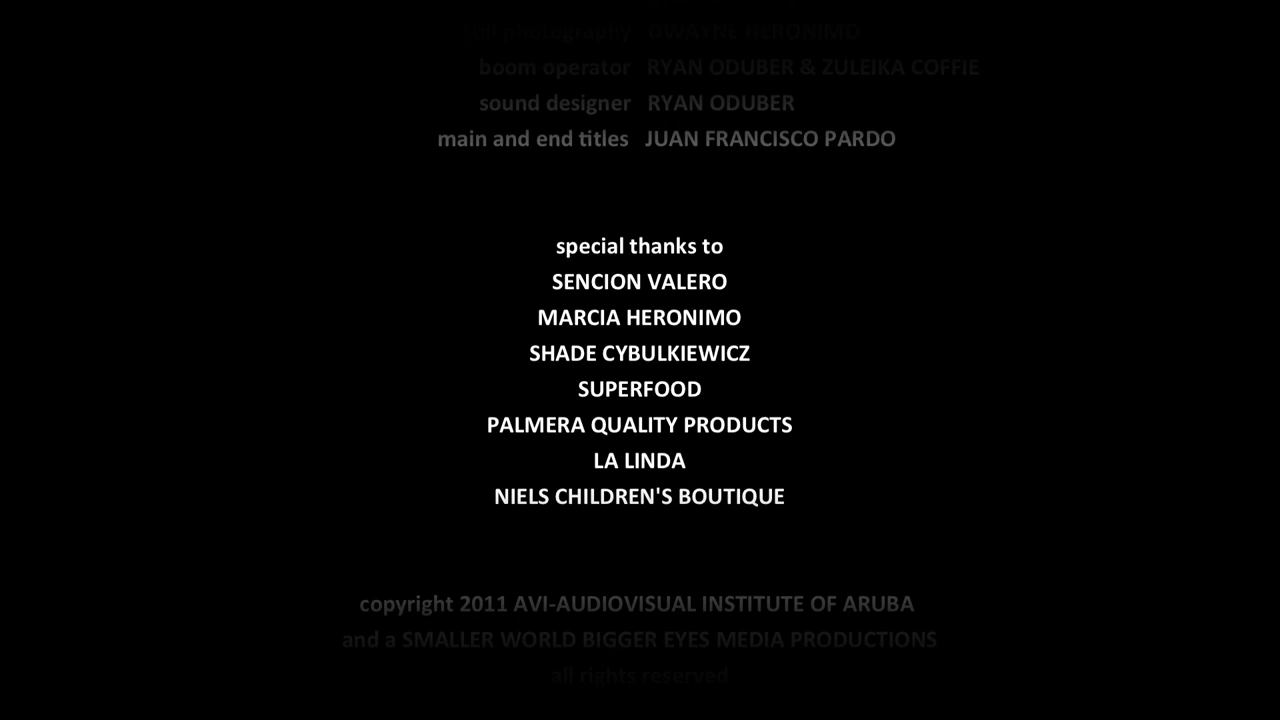 still photography DWAYNE HERONIMO
boom operator RYAN ODUBER & ZULEIKA COFFIE
sound designer RYAN ODUBER
main and end titles JUAN FRANCISCO PARDO
special thanks to
SENCION VALERO
MARCIA HERONIMO
SHADE CYBULKIEWICZ
SUPERFOOD
PALMERA QUALITY PRODUCTS
LA LINDA
NIELS CHILDREN'S BOUTIQUE
copyright 2011 AVI-AUDIOVISUAL INSTITUTE OF ARUBA
and a SMALLER WORLD BIGGER EYES MEDIA PRODUCTIONS
all rights reserved